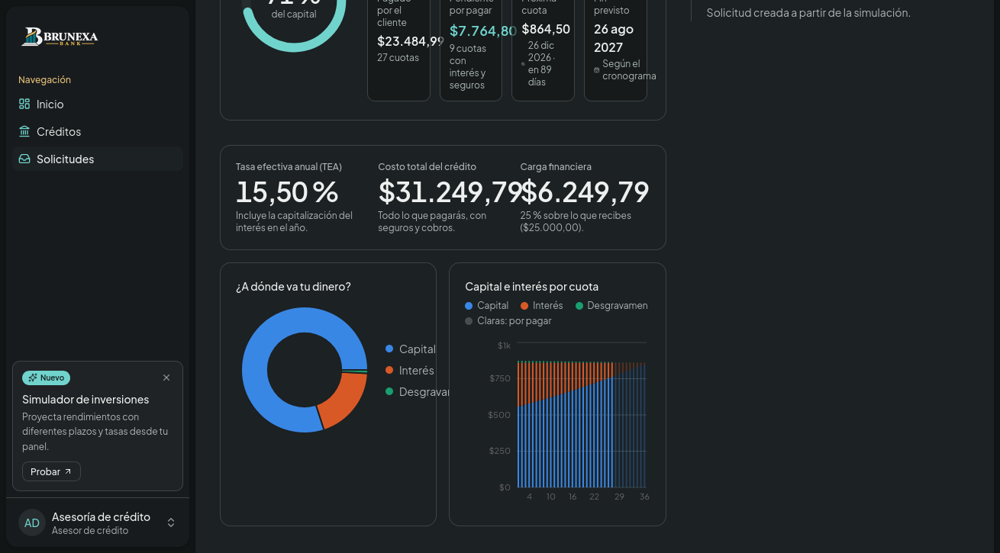 BRUNEXA
BANK
Navegación
Inicio
Créditos
Solicitudes
Nuevo
Simulador de inversiones
Proyecta rendimientos con
diferentes plazos y tasas desde tu
panel.
Probar
AD
Asesoría de crédito
Asesor de crédito
del capital
por el
cliente
$23.484,99
27 cuotas
por pagar
$7.764,80
9 cuotas
con
interés y
seguros
cuota
$864,50
26 dic
2026 ·
en 89
días
previsto
26 ago
2027
Según el
cronograma
Solicitud creada a partir de la simulación.
Tasa efectiva anual (TEA)
15,50 %
Incluye la capitalización del
interés en el año.
Costo total del crédito
$31.249,79
Todo lo que pagarás, con
seguros y cobros.
Carga financiera
$6.249,79
25 % sobre lo que recibes
($25.000,00).
¿A dónde va tu dinero?
Capital
Interés
Capital e interés por cuota
Capital
Interés
Desgravamen
Claras: por pagar
$1k
$750
$500
$250
$0
4
10
16
22
29
36